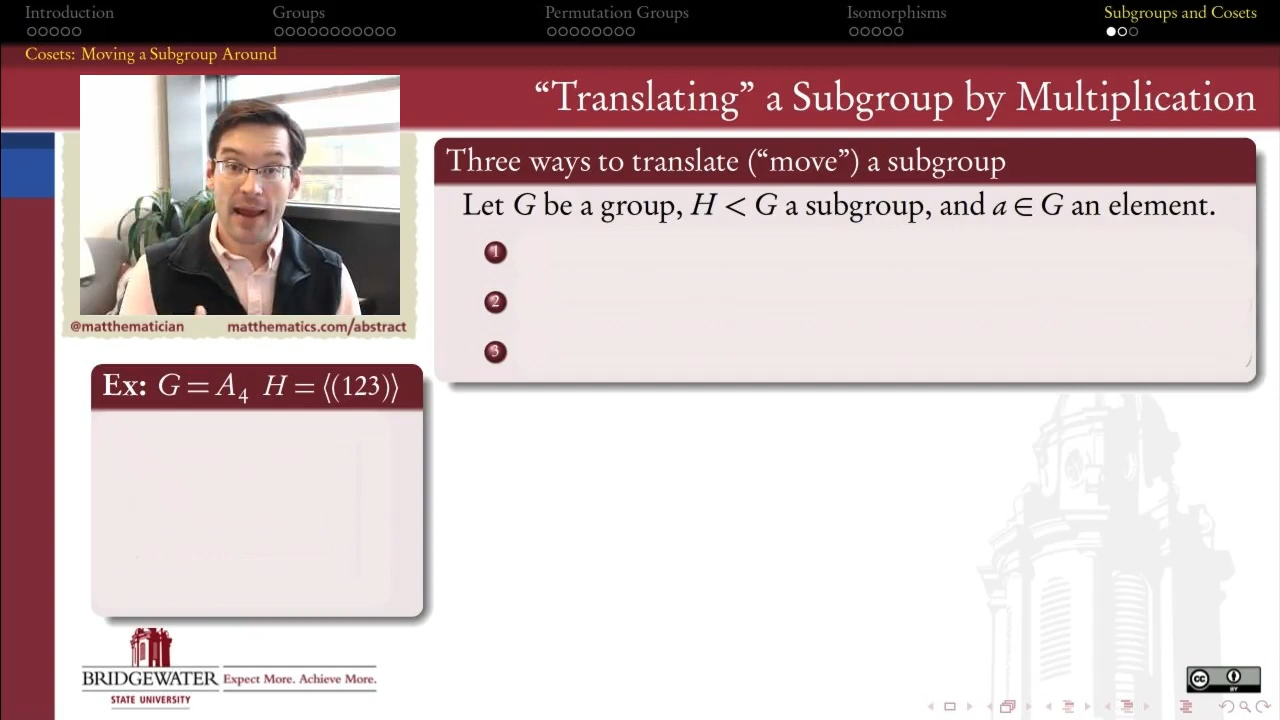 Introduction
Groups
Permutation Groups
Isomorphisms
Subgroups and Cosets
Cosets: Moving a Subgroup Around
“Translating” a Subgroup by Multiplication
Three ways to translate (“move”) a subgroup
Let G be a group, H < G a subgroup, and a ∈ G an element.
1
2
3
@matthematician
matthematics.com/abstract
Ex: G = A₄ H = ⟨(123)⟩
BRIDGEWATER
STATE UNIVERSITY
Expect More. Achieve More.
cc
BY